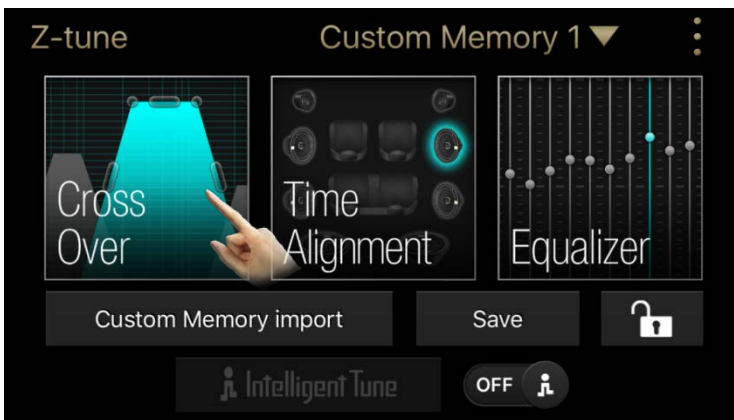 Z-tune
Custom Memory 1
Cross
Over
Time
Alignment
Equalizer
Custom Memory import
Save
Intelligent Tune
OFF